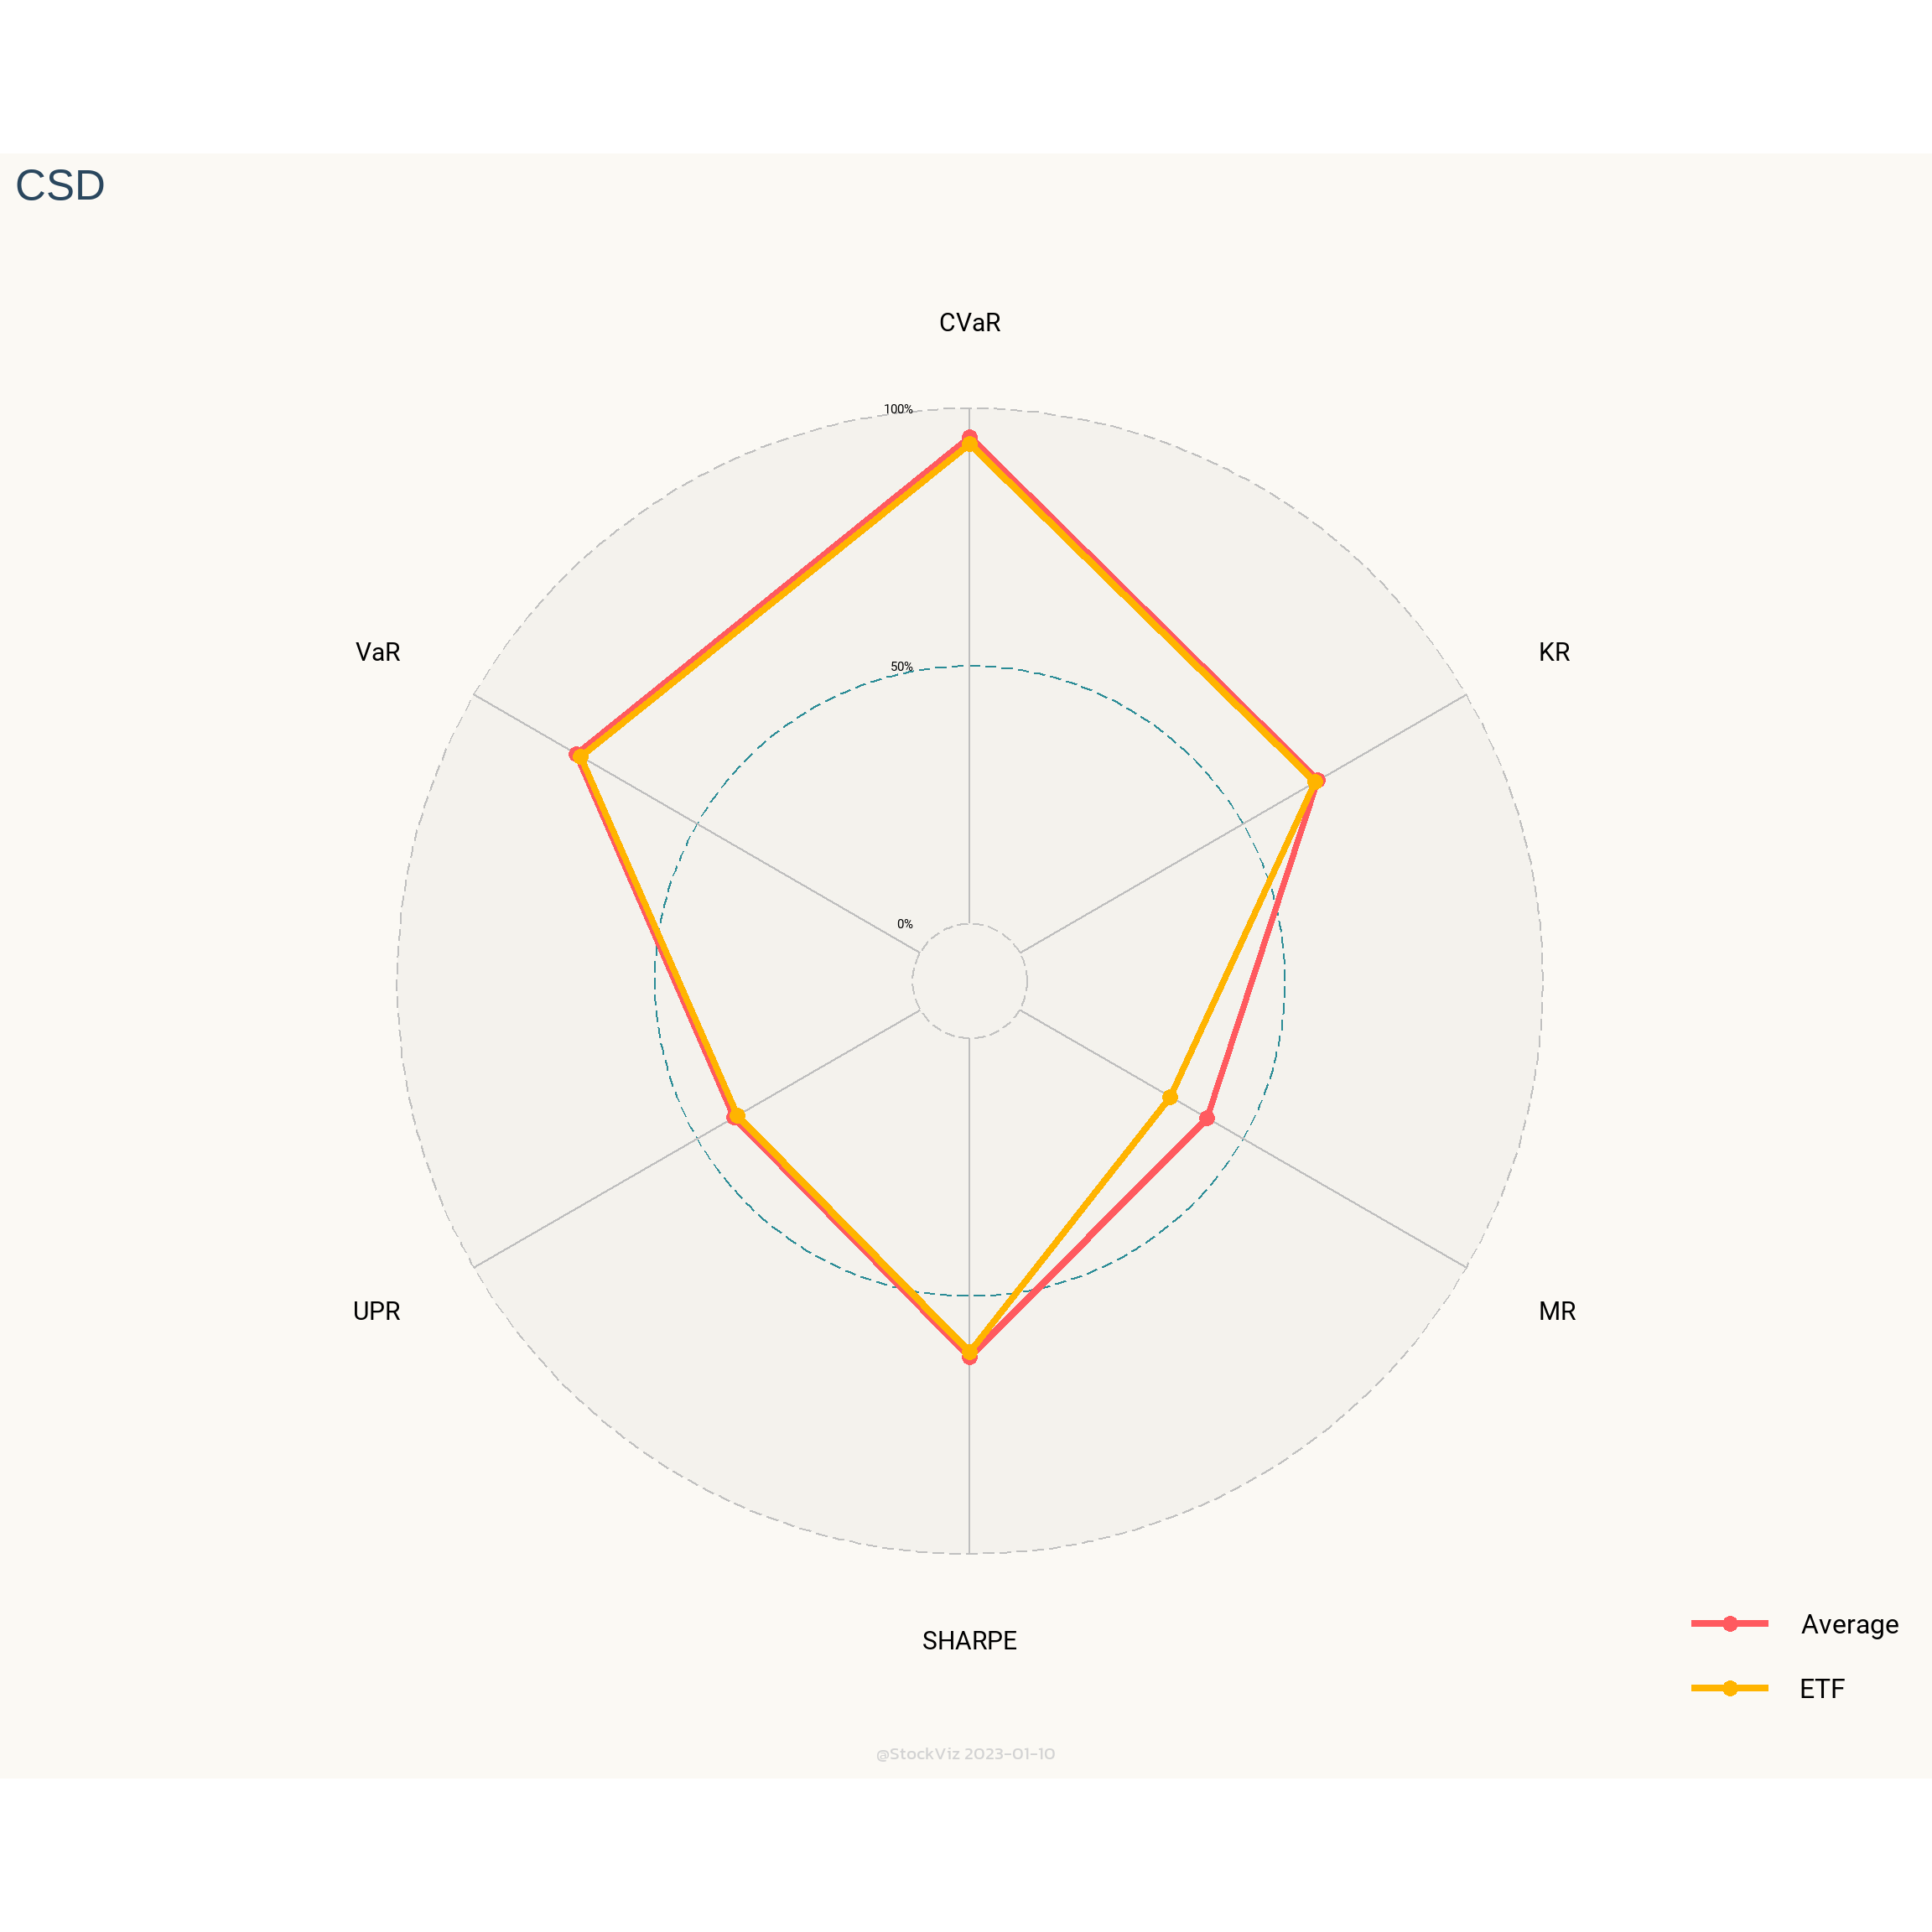 CSD
CVaR
100%
VaR
KR
50%
0%
UPR
MR
SHARPE
Average
ETF
@StockViz 2023-01-10